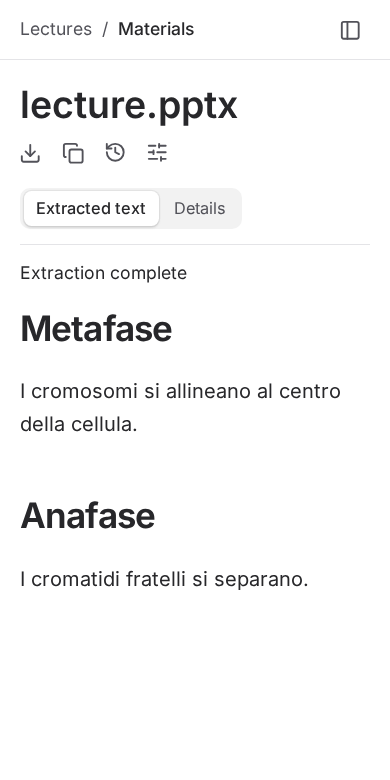 Lectures / Materials
lecture.pptx
Extracted text
Details
Extraction complete
Metafase
I cromosomi si allineano al centro
della cellula.
Anafase
I cromatidi fratelli si separano.